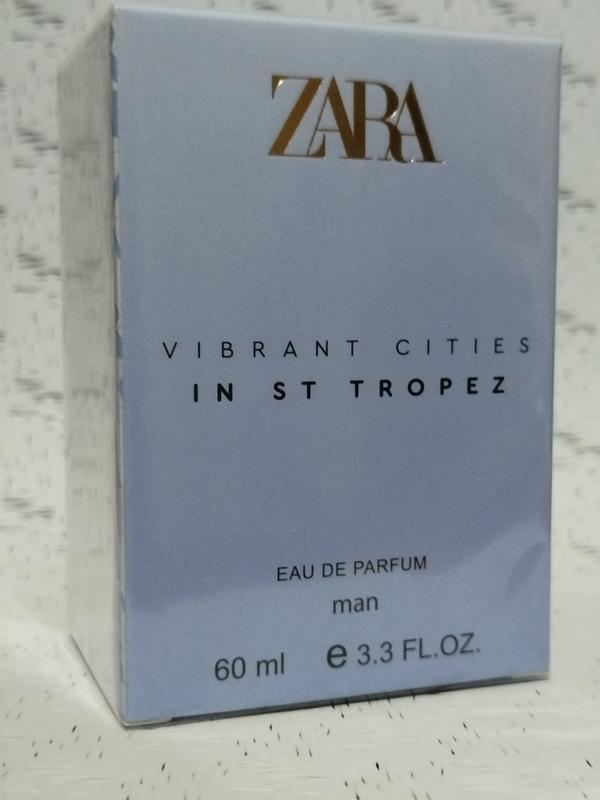 ZARA
VIBRANT CITIES
IN ST TROPEZ
EAU DE PARFUM
man
60 ml e 3.3 FL.OZ.